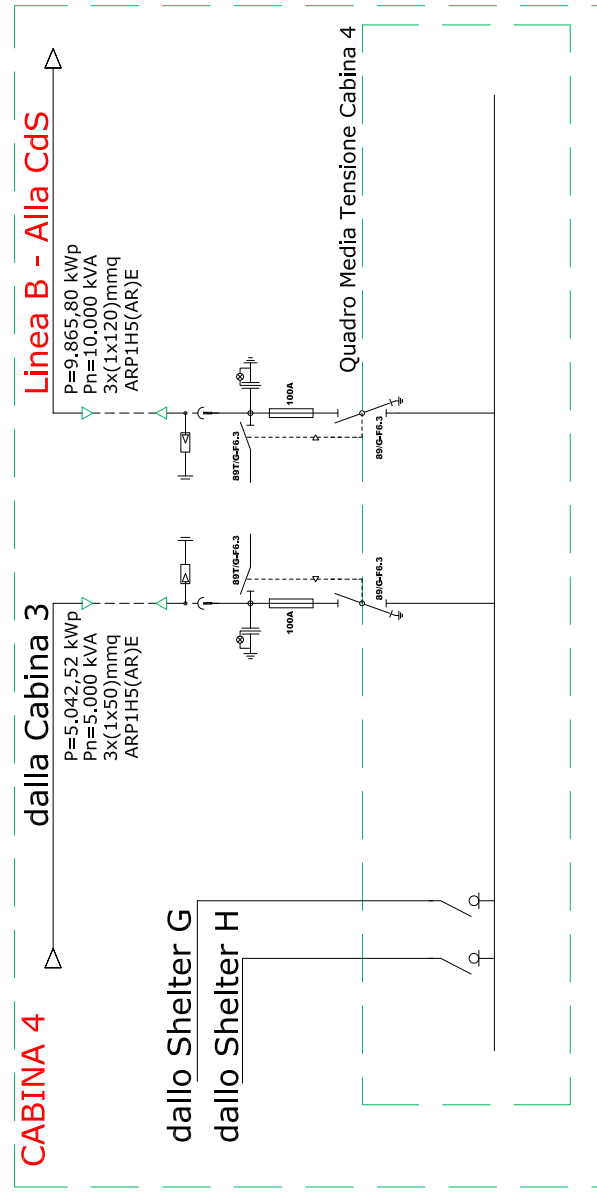 CABINA 4
dalla Cabina 3
Linea B - Alla CdS
P=5.042,52 kWp
Pn=5.000 kVA
3x(1x50)mmq
ARP1H5(AR)E
P=9.865,80 kWp
Pn=10.000 kVA
3x(1x120)mmq
ARP1H5(AR)E
dallo Shelter G
dallo Shelter H
89T/G-F6.3
89T/G-F6.3
100A
100A
Quadro Media Tensione Cabina 4
89/G-F6.3
89/G-F6.3